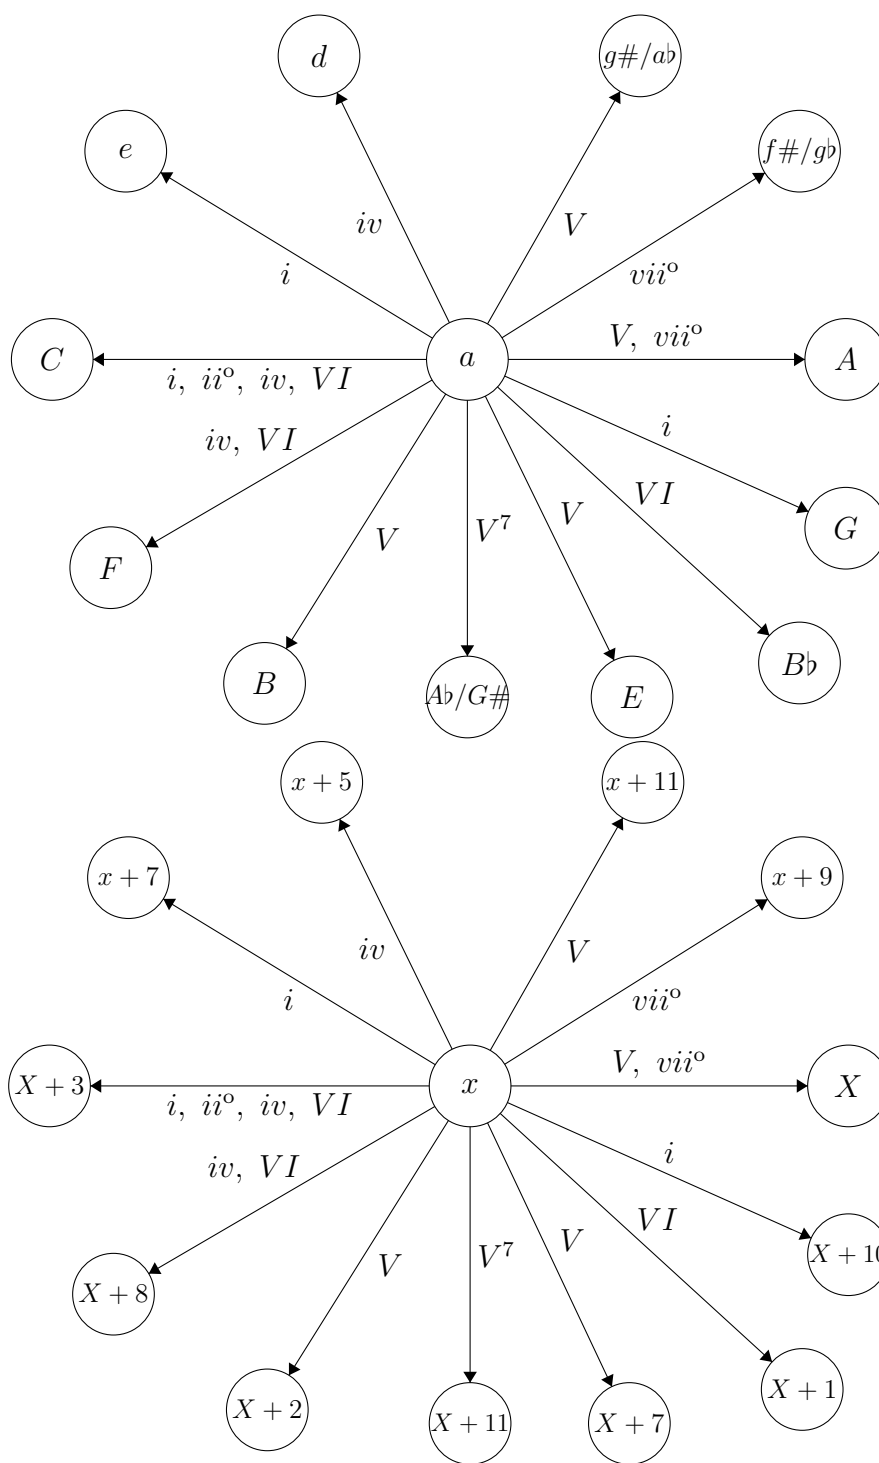 d
g#/a♭
e
f#/g♭
iv
V
i
vii°
C
a
A
V, vii°
i, ii°, iv, VI
i
iv, VI
VI
V
V⁷
V
G
F
B
A♭/G#
E
B♭
x + 5
x + 11
x + 7
x + 9
iv
V
i
vii°
X + 3
x
X
V, vii°
i, ii°, iv, VI
i
iv, VI
VI
V
V⁷
V
X + 10
X + 8
X + 2
X + 11
X + 7
X + 1